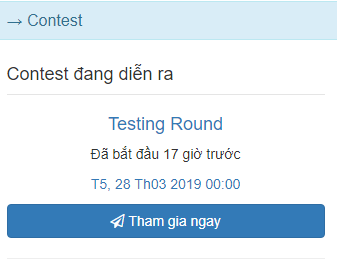 → Contest
Contest đang diễn ra
Testing Round
Đã bắt đầu 17 giờ trước
T5, 28 Th03 2019 00:00
Tham gia ngay